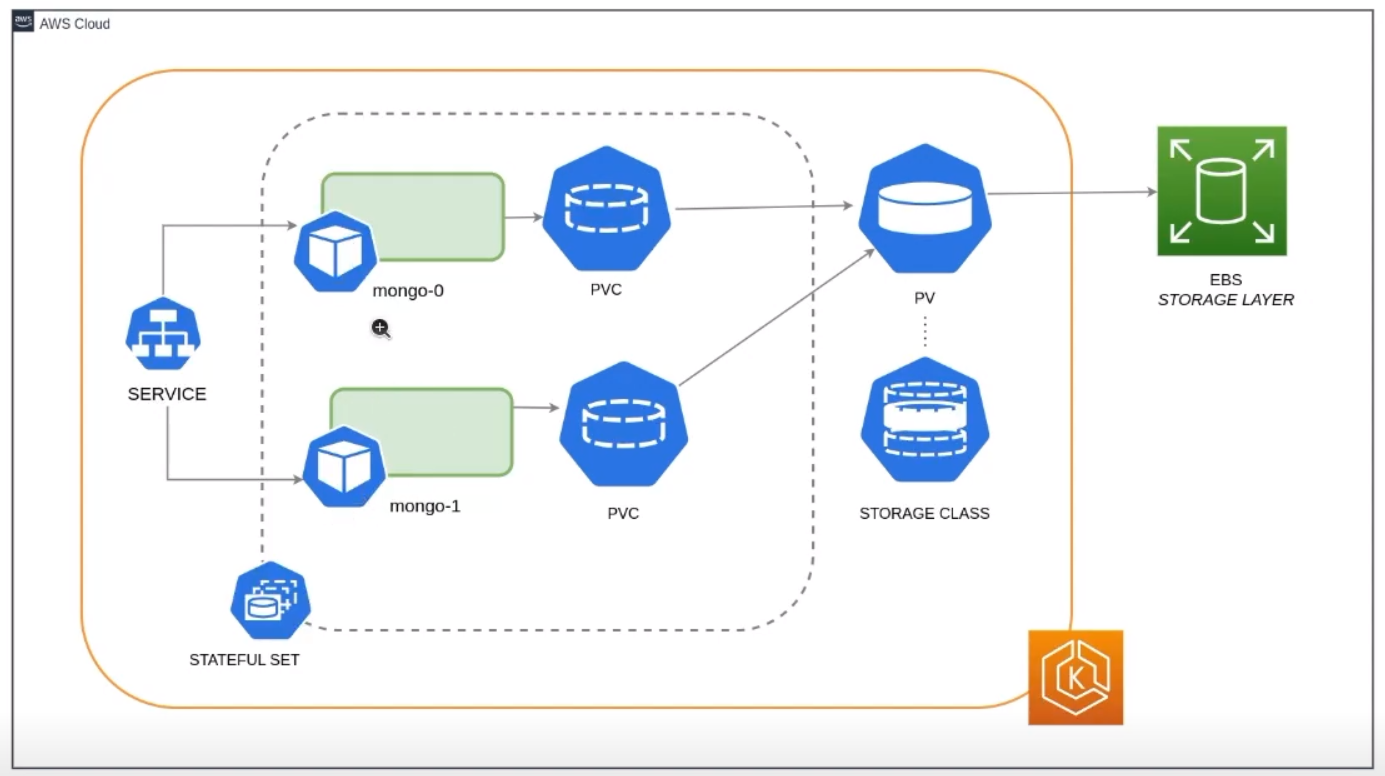 aws
AWS Cloud
mongo-0
PVC
PV
EBS
STORAGE LAYER
SERVICE
mongo-1
PVC
STORAGE CLASS
STATEFUL SET
K